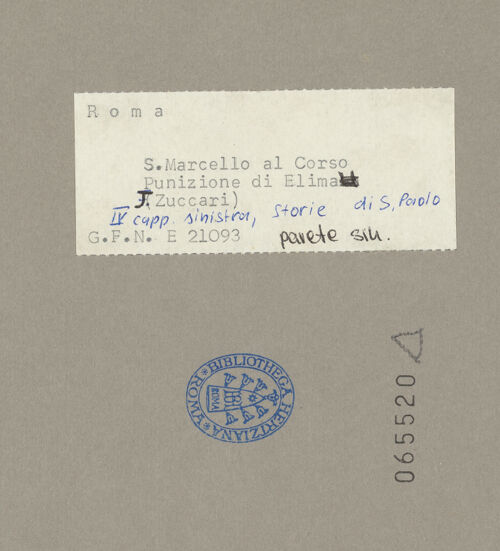 Roma
S.Marcello al Corso
Punizione di Elima
T.Zuccari)
IV capp. sinistra, storie di S. Paolo
G.F.N. E 21093 parete sin.
BIBLIOTHECA HERTZIANA * ROMA *
ROMA
065520